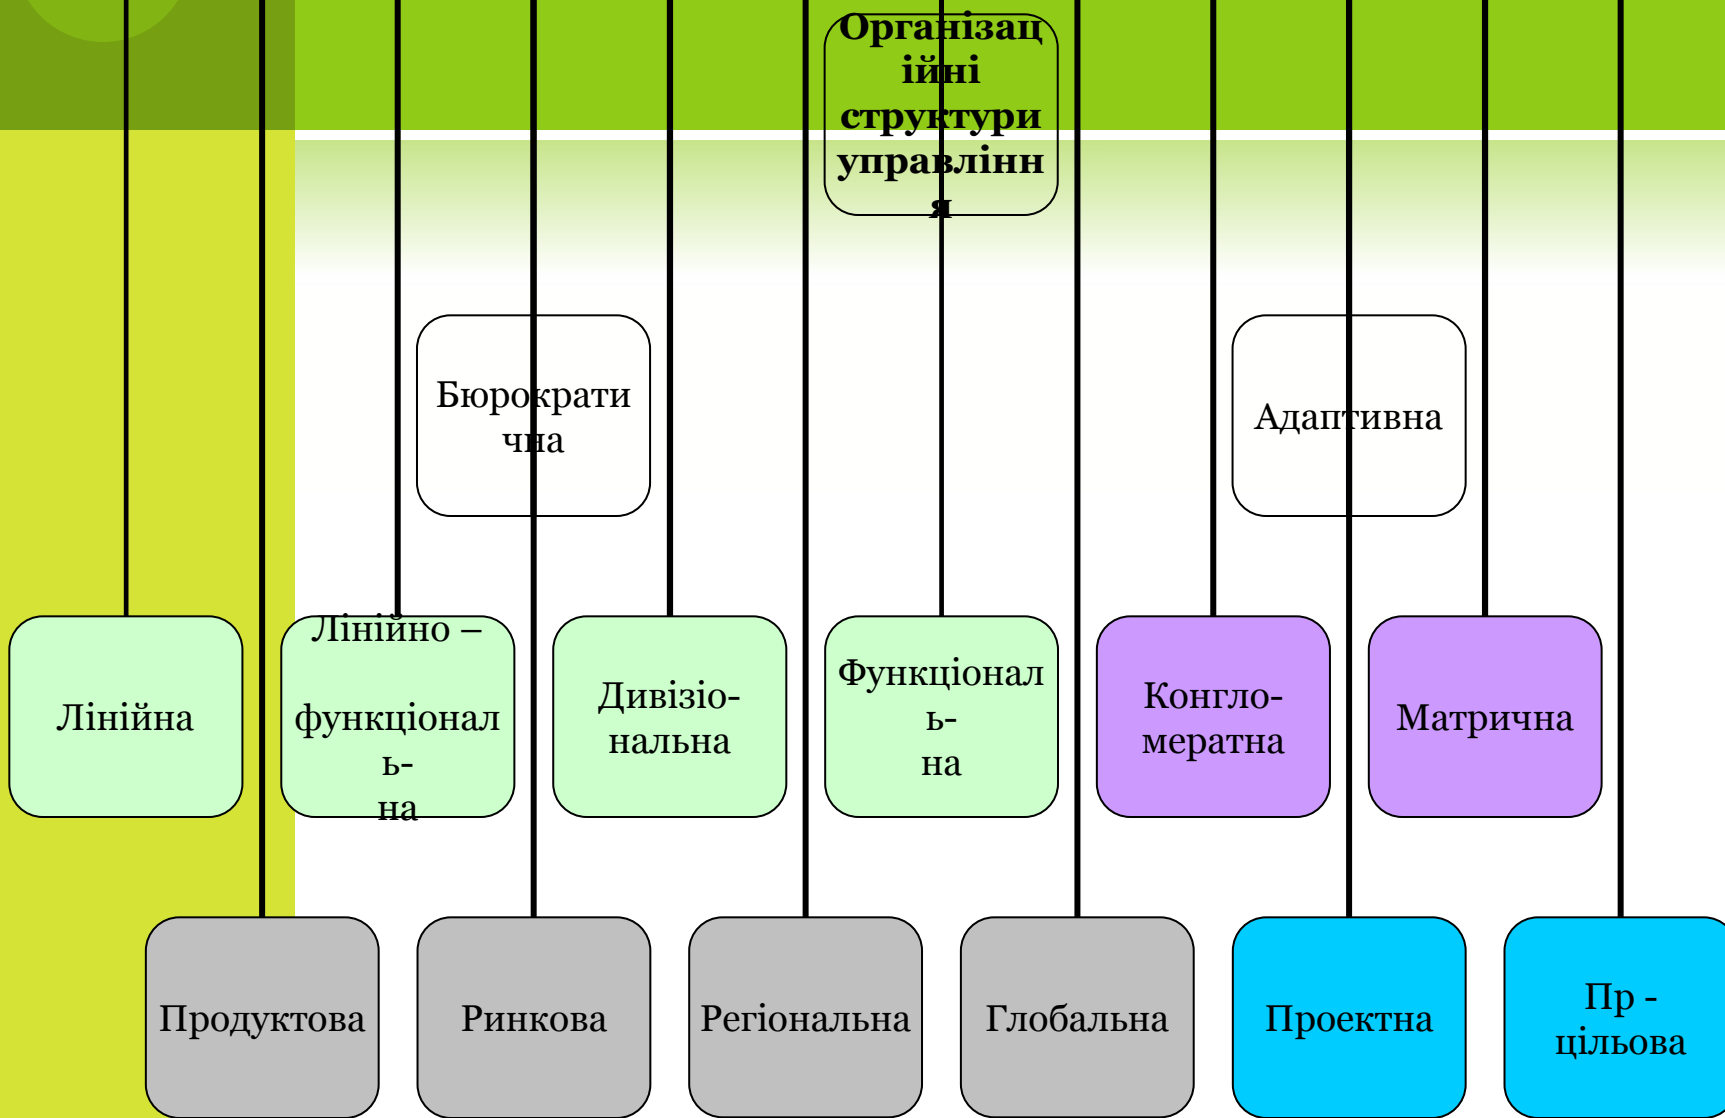 Організац
ійні
структури
управлінн
я
Бюрократи
чна
Адаптивна
Лінійна
Лінійно –
функціонал
ь-
на
Дивізіо-
нальна
Функціонал
ь-
на
Конгло-
мератна
Матрична
Продуктова
Ринкова
Регіональна
Глобальна
Проектна
Пр -
цільова